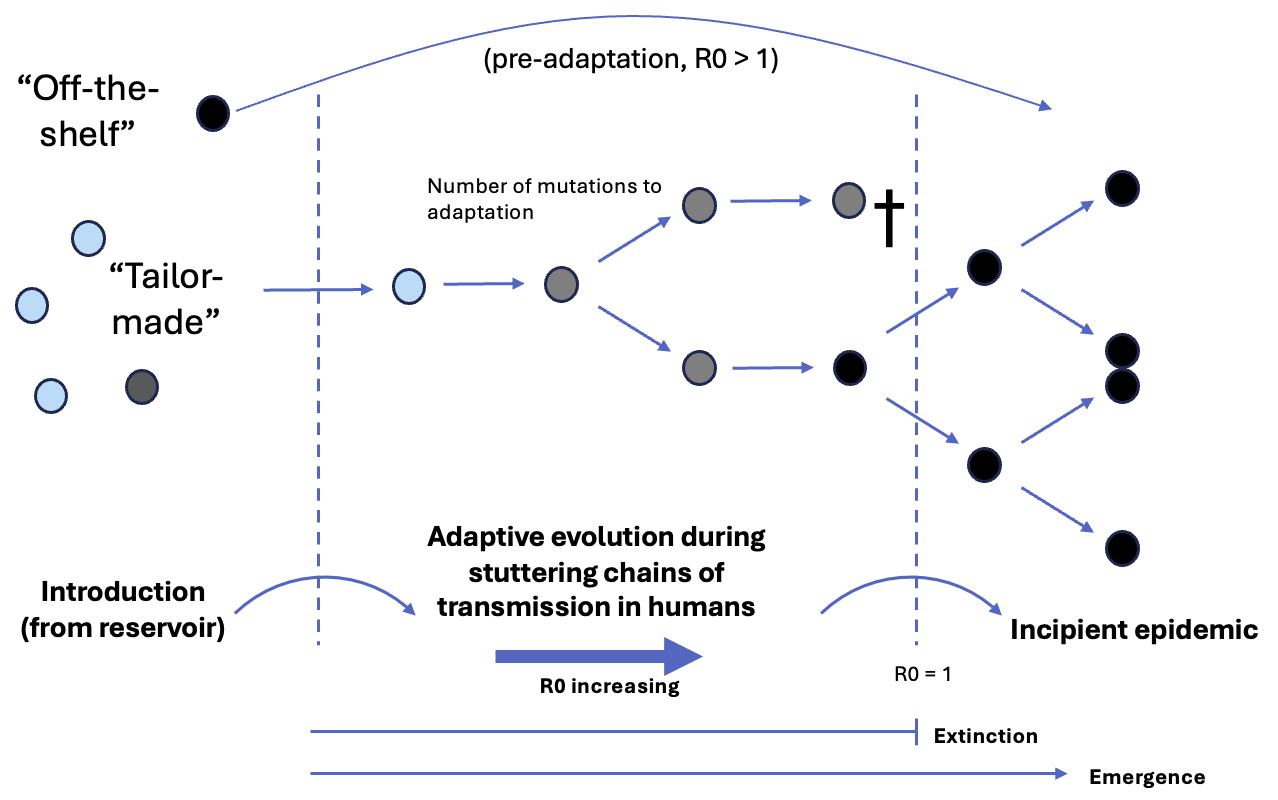 (pre-adaptation, R0 > 1)
“Off-the-
shelf”
Number of mutations to
adaptation
“Tailor-
made”
Adaptive evolution during
stuttering chains of
transmission in humans
Introduction
(from reservoir)
Incipient epidemic
R0 increasing
R0 = 1
Extinction
Emergence